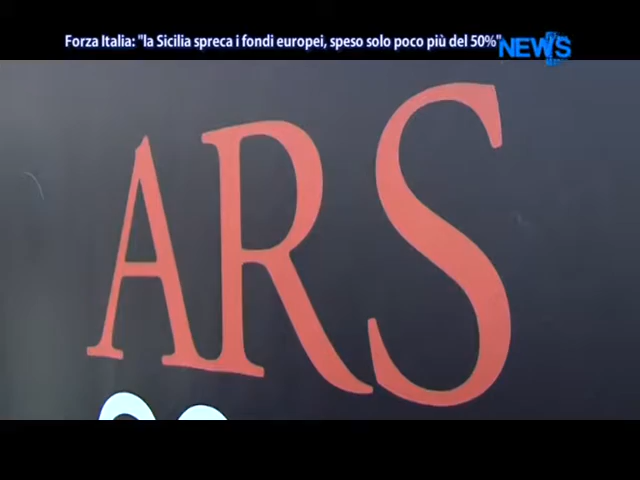 Forza Italia: "la Sicilia spreca i fondi europei, speso solo poco più del 50%"
NEWS
ARS